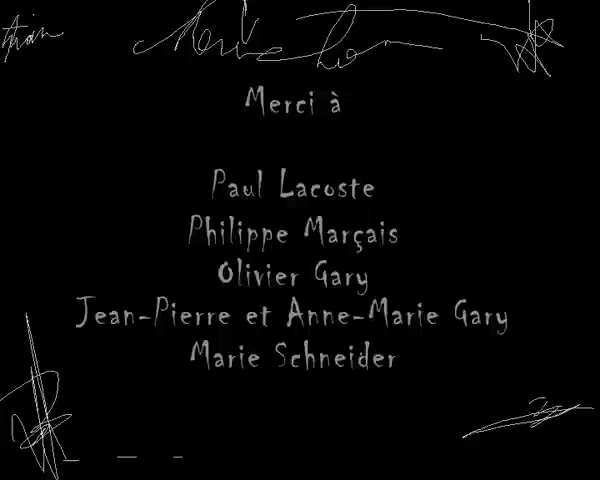 Merci à
Paul Lacoste
Philippe Marçais
Olivier Gary
Jean-Pierre et Anne-Marie Gary
Marie Schneider